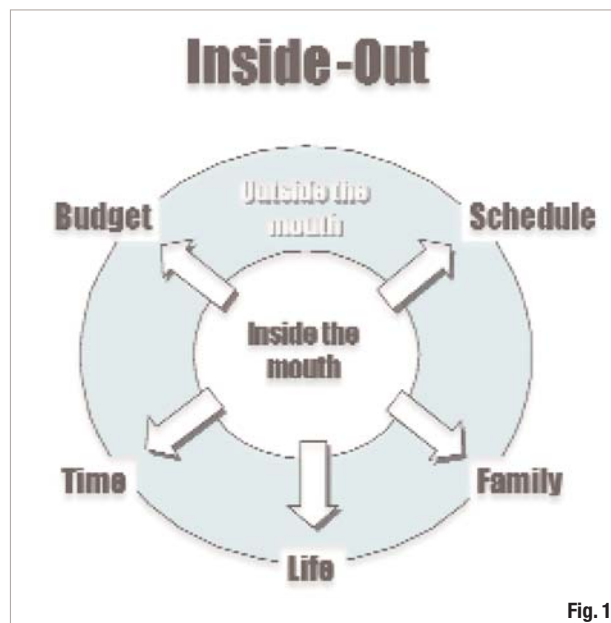 Inside-Out
Outside the
mouth
Budget
Schedule
Inside the
mouth
Time
Family
Life
Fig. 1